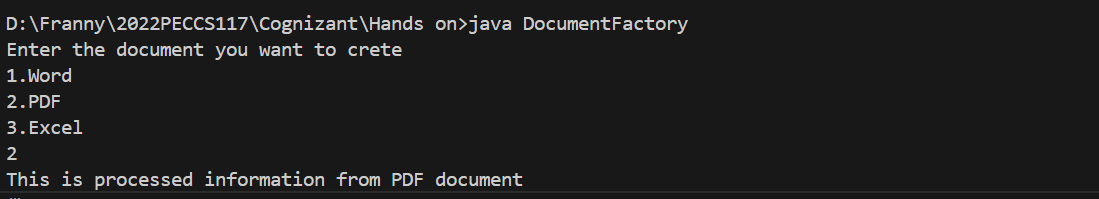 D:\Franny\2022PECCS117\Cognizant\Hands on>java DocumentFactory
Enter the document you want to crete
1.Word
2.PDF
3.Excel
2
This is processed information from PDF document